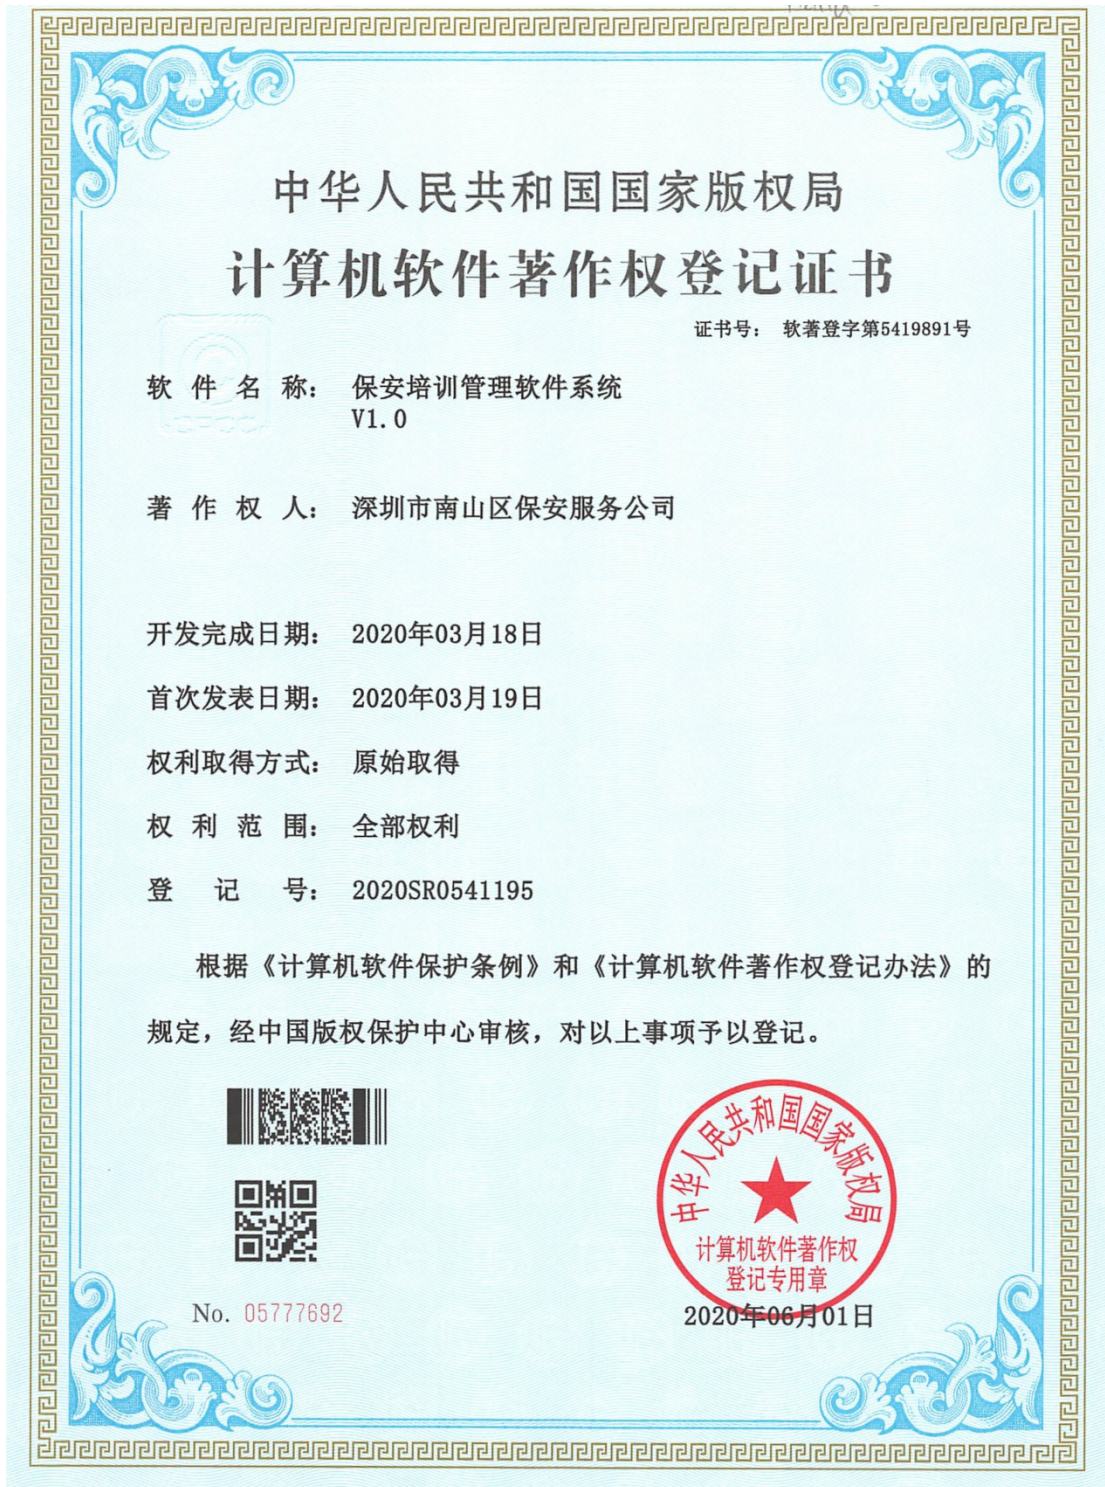 中华人民共和国国家版权局
计算机软件著作权登记证书
证书号： 软著登字第5419891号
软件名称： 保安培训管理软件系统
V1.0
著作权人： 深圳市南山区保安服务公司
开发完成日期： 2020年03月18日
首次发表日期： 2020年03月19日
权利取得方式： 原始取得
权利范围： 全部权利
登记号： 2020SR0541195
根据《计算机软件保护条例》和《计算机软件著作权登记办法》的
规定，经中国版权保护中心审核，对以上事项予以登记。
中华人民共和国国家版权局
计算机软件著作权
登记专用章
No. 05777692
2020年06月01日